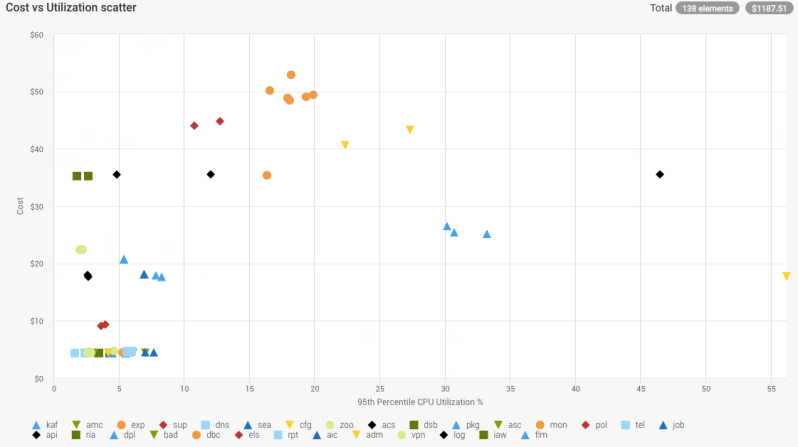 Cost vs Utilization scatter
Total 138 elements $1187.51
$60
$50
$40
$30
$20
$10
$0
Cost
0 5 10 15 20 25 30 35 40 45 50 55
95th Percentile CPU Utilization %
kaf amc exp sup dns sea cfg zoo acs dsb pkg asc mon pol tel job
api ria dpl bad dbc els rpt aic adm vpn log iaw flm